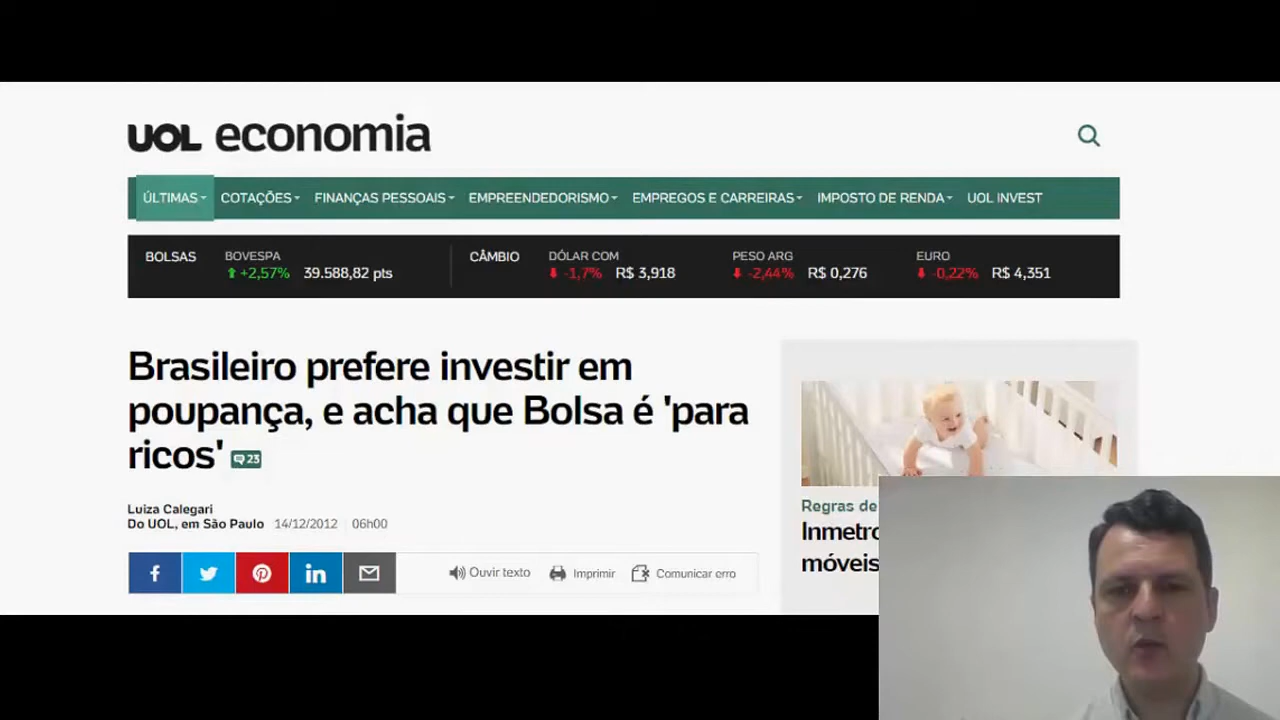 UOL economia
ÚLTIMAS COTAÇÕES FINANÇAS PESSOAIS EMPREENDEDORISMO EMPREGOS E CARREIRAS IMPOSTO DE RENDA UOL INVEST
BOLSAS BOVESPA CÂMBIO DÓLAR COM PESO ARG EURO
+2,57% 39.588,82 pts -1,7% R$ 3,918 -2,44% R$ 0,276 -0,22% R$ 4,351
Brasileiro prefere investir em
poupança, e acha que Bolsa é 'para
ricos' 23
Luiza Calegari
Do UOL, em São Paulo 14/12/2012 06h00
Ouvir texto Imprimir Comunicar erro
Regras de
Inmetro
móveis